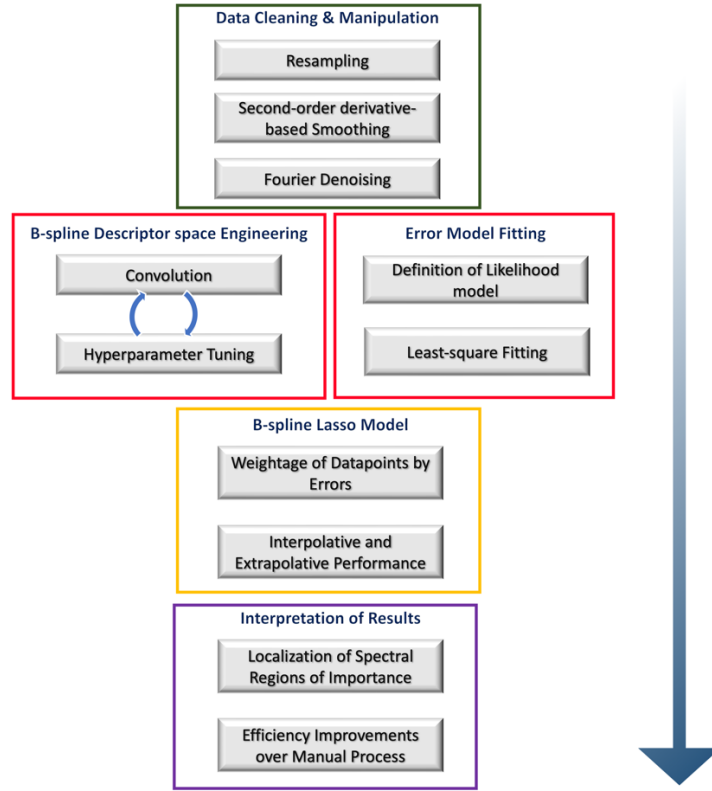 Data Cleaning & Manipulation
Resampling
Second-order derivative-
based Smoothing
Fourier Denoising
B-spline Descriptor space Engineering
Convolution
Hyperparameter Tuning
Error Model Fitting
Definition of Likelihood
model
Least-square Fitting
B-spline Lasso Model
Weightage of Datapoints by
Errors
Interpolative and
Extrapolative Performance
Interpretation of Results
Localization of Spectral
Regions of Importance
Efficiency Improvements
over Manual Process